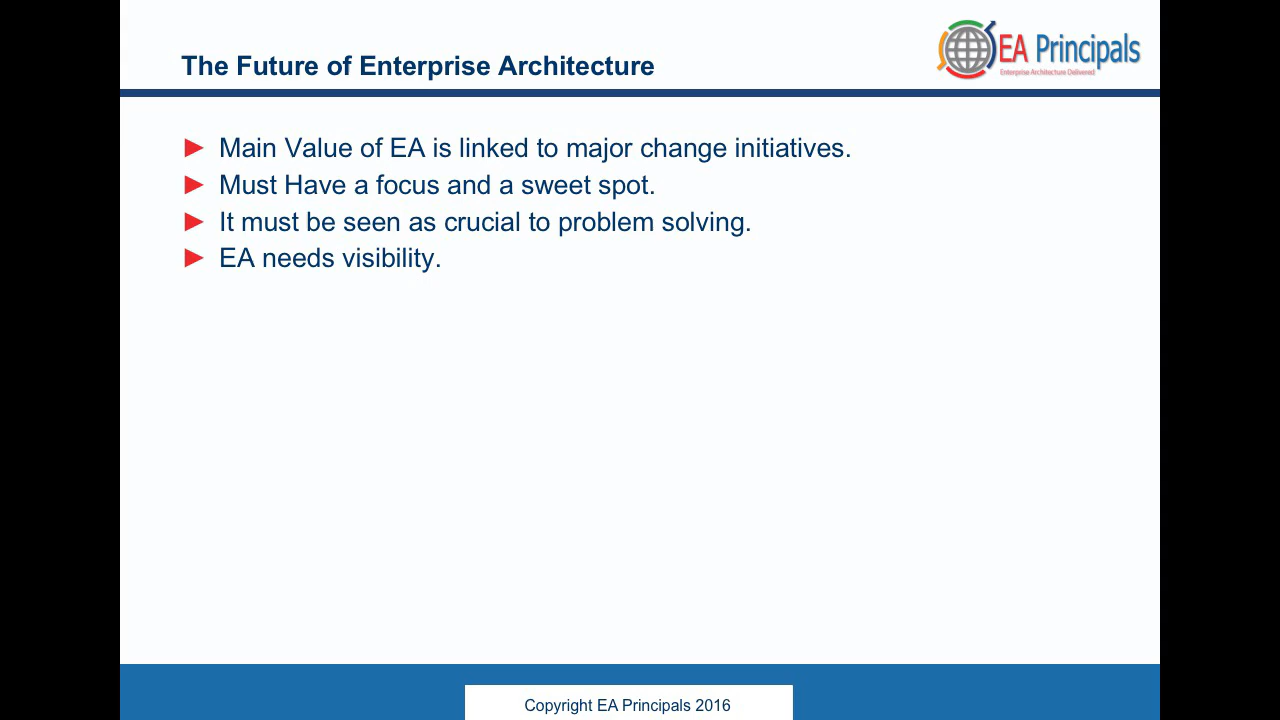 The Future of Enterprise Architecture
EA Principals
Enterprise Architecture Delivered
Main Value of EA is linked to major change initiatives.
Must Have a focus and a sweet spot.
It must be seen as crucial to problem solving.
EA needs visibility.
Copyright EA Principals 2016